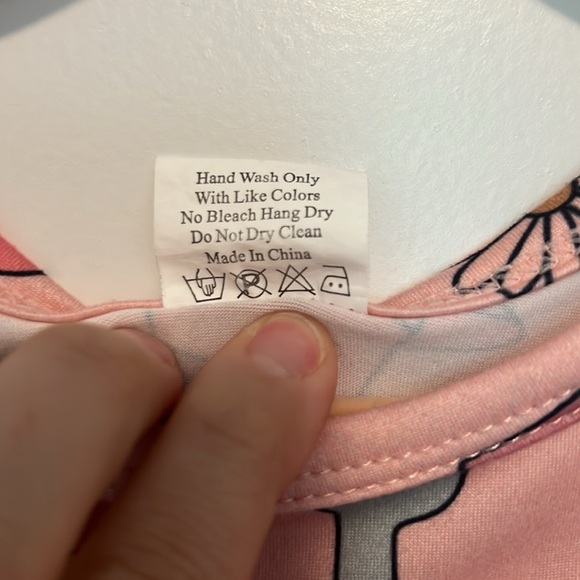 Hand Wash Only
With Like Colors
No Bleach Hang Dry
Do Not Dry Clean
Made In China